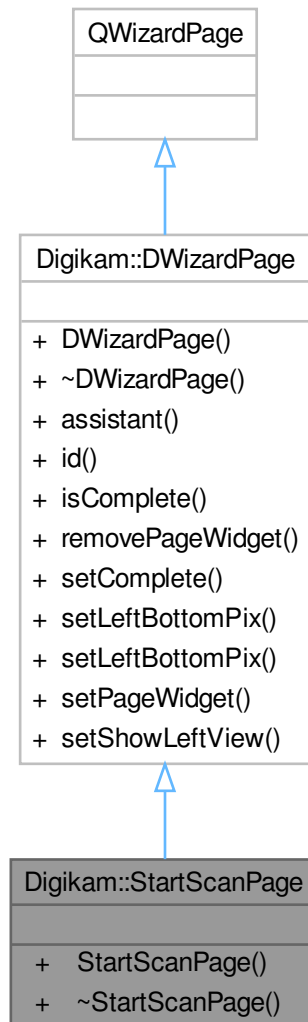 QWizardPage
Digikam::DWizardPage
+ DWizardPage()
+ ~DWizardPage()
+ assistant()
+ id()
+ isComplete()
+ removePageWidget()
+ setComplete()
+ setLeftBottomPix()
+ setLeftBottomPix()
+ setPageWidget()
+ setShowLeftView()
Digikam::StartScanPage
+ StartScanPage()
+ ~StartScanPage()